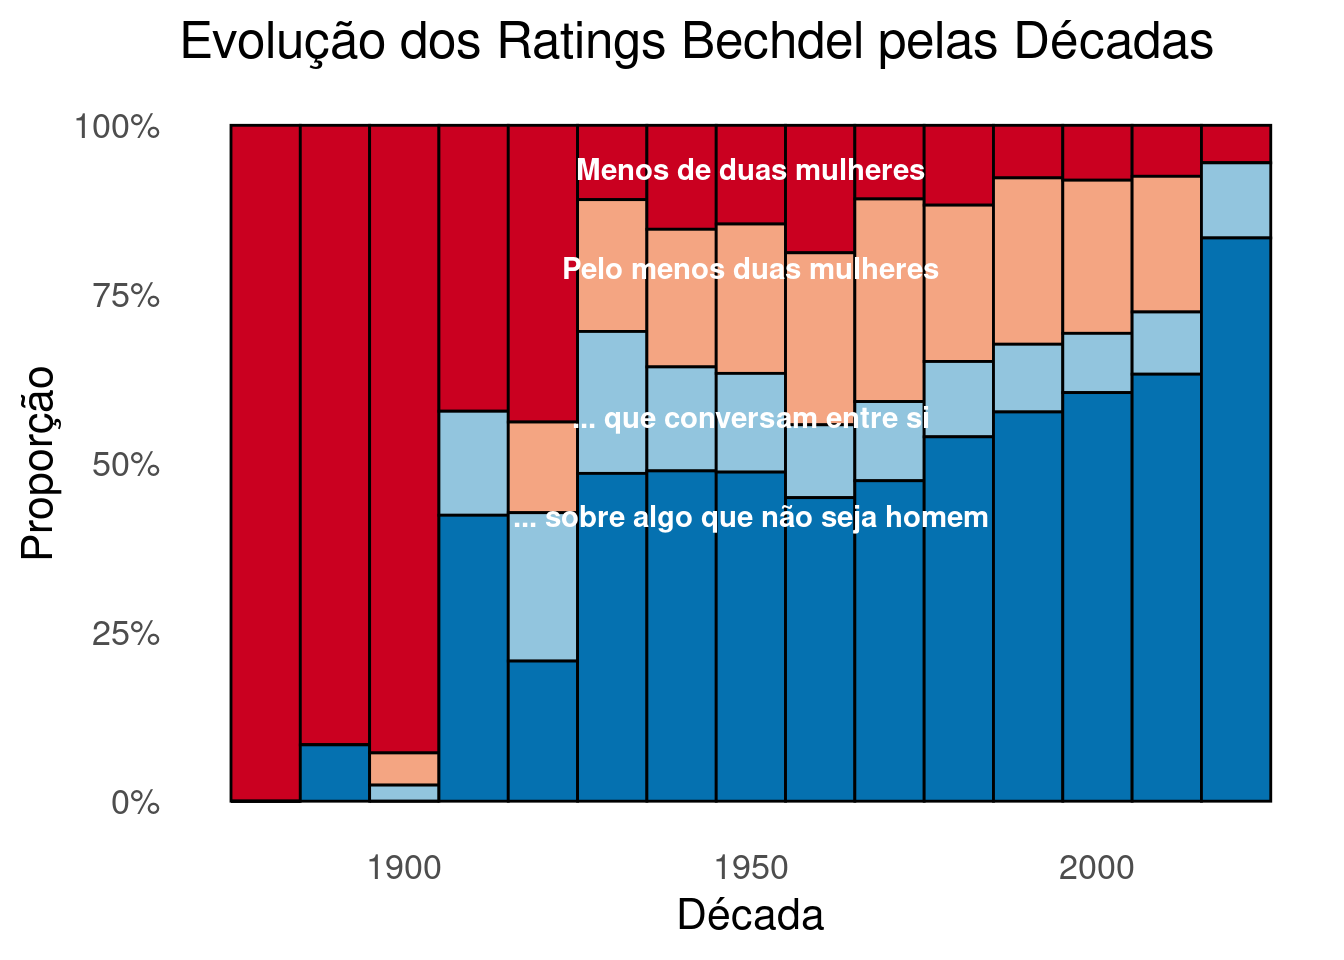 Evolução dos Ratings Bechdel pelas Décadas
100%
75%
50%
25%
0%
Proporção
Menos de duas mulheres
Pelo menos duas mulheres
... que conversam entre si
... sobre algo que não seja homem
1900
1950
2000
Década